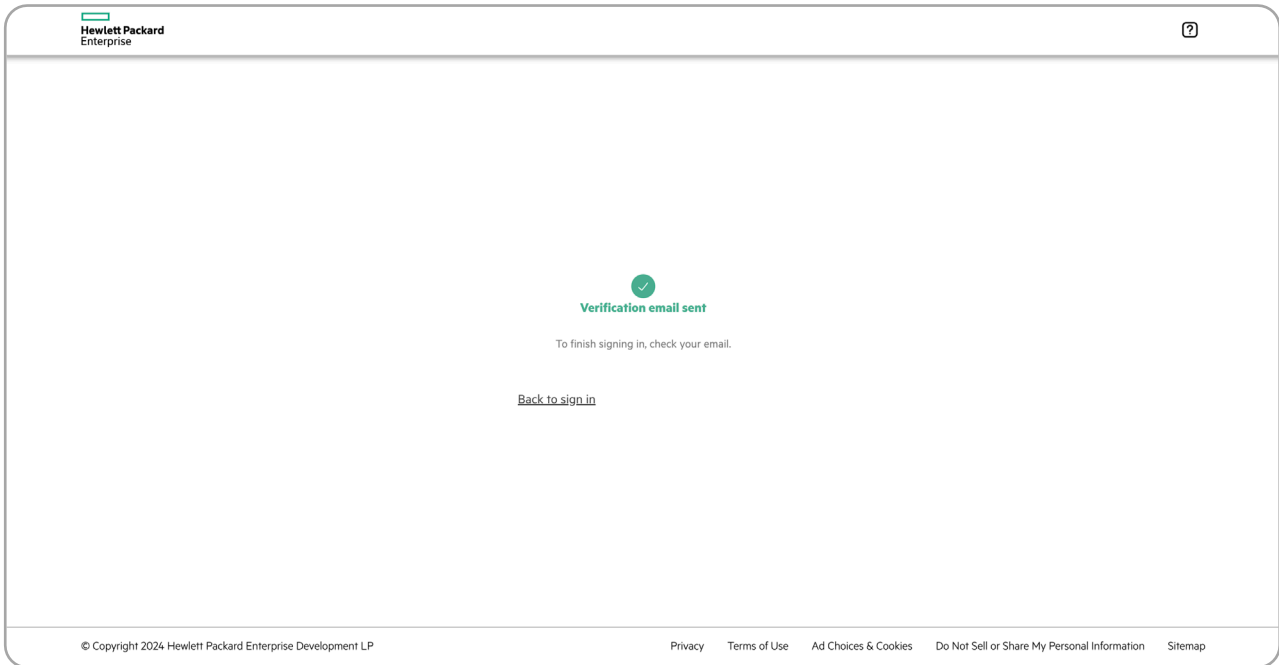 Hewlett Packard
Enterprise
Verification email sent
To finish signing in, check your email.
Back to sign in
© Copyright 2024 Hewlett Packard Enterprise Development LP
Privacy Terms of Use Ad Choices & Cookies Do Not Sell or Share My Personal Information Sitemap